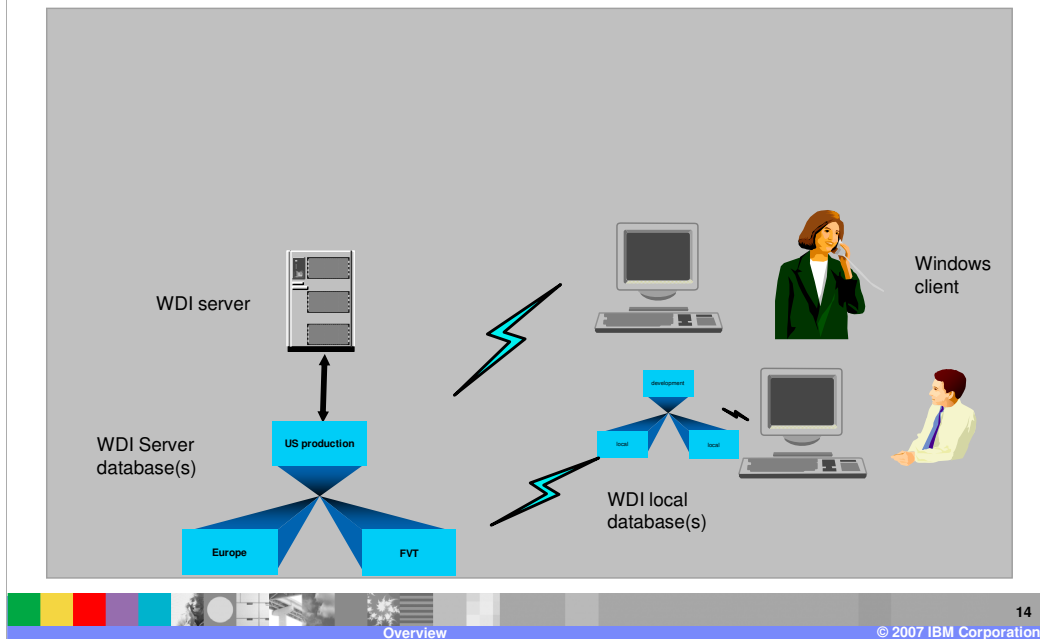 WDI server
Windows
client
development
US production
local
local
WDI Server
database(s)
WDI local
database(s)
Europe
FVT
14
Overview
© 2007 IBM Corporation